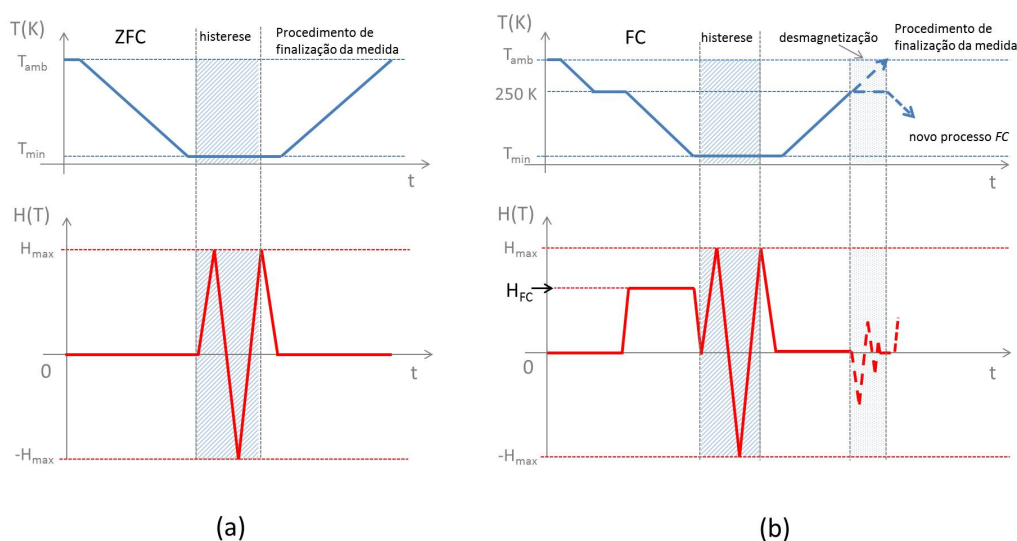 T(K)
ZFC
histerese
Procedimento de
finalização da medida
T_amb
T_min
t
H(T)
H_max
0
t
-H_max
(a)
T(K)
FC
histerese
desmagnetização
Procedimento de
finalização da medida
T_amb
250 K
novo processo FC
T_min
t
H(T)
H_max
H_FC
0
t
-H_max
(b)